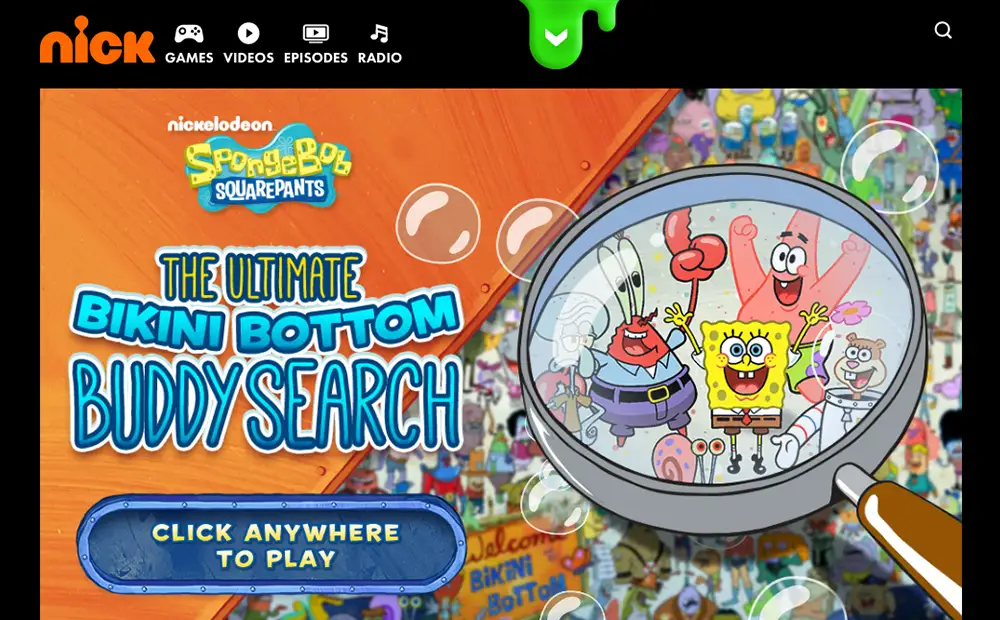 nick
GAMES VIDEOS EPISODES RADIO
nickelodeon
SpongeBob
SQUAREPANTS
THE ULTIMATE
BIKINI BOTTOM
BUDDY SEARCH
CLICK ANYWHERE
TO PLAY
Welcome
BIKINI
BOTTOM